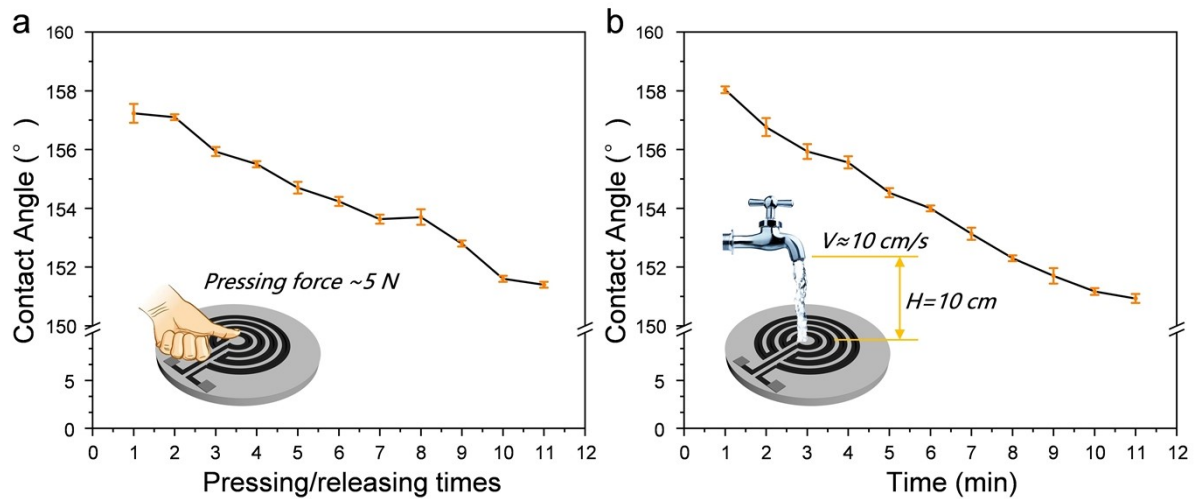 a
160
158
156
154
152
150
5
0
Contact Angle (°)
Pressing force ~5 N
0 1 2 3 4 5 6 7 8 9 10 11 12
Pressing/releasing times
b
160
158
156
154
152
150
5
0
Contact Angle (°)
V≈10 cm/s
H=10 cm
0 1 2 3 4 5 6 7 8 9 10 11 12
Time (min)